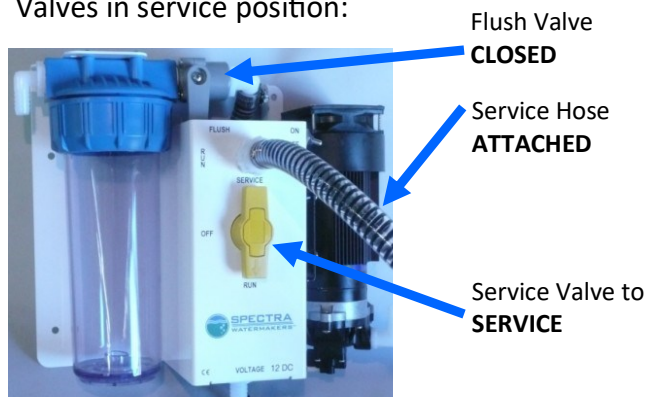 Valves in service position:
Flush Valve
CLOSED
Service Hose
ATTACHED
Service Valve to
SERVICE
FLUSH
ON
RUN
SERVICE
OFF
RUN
SPECTRA
WATERMAKERS
CE
VOLTAGE 12 DC